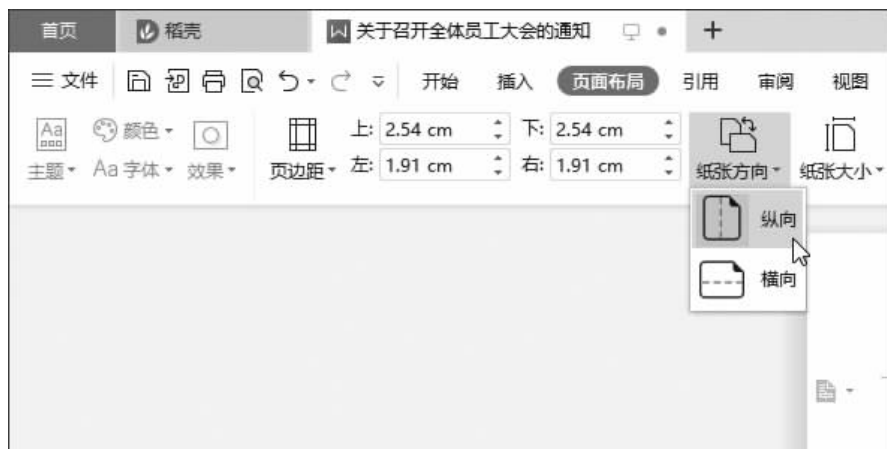 首页 稻壳 关于召开全体员工大会的通知
文件 开始 插入 页面布局 引用 审阅 视图
颜色 上: 2.54 cm 下: 2.54 cm
主题 Aa 字体 效果 页边距 左: 1.91 cm 右: 1.91 cm 纸张方向 纸张大小
纵向
横向